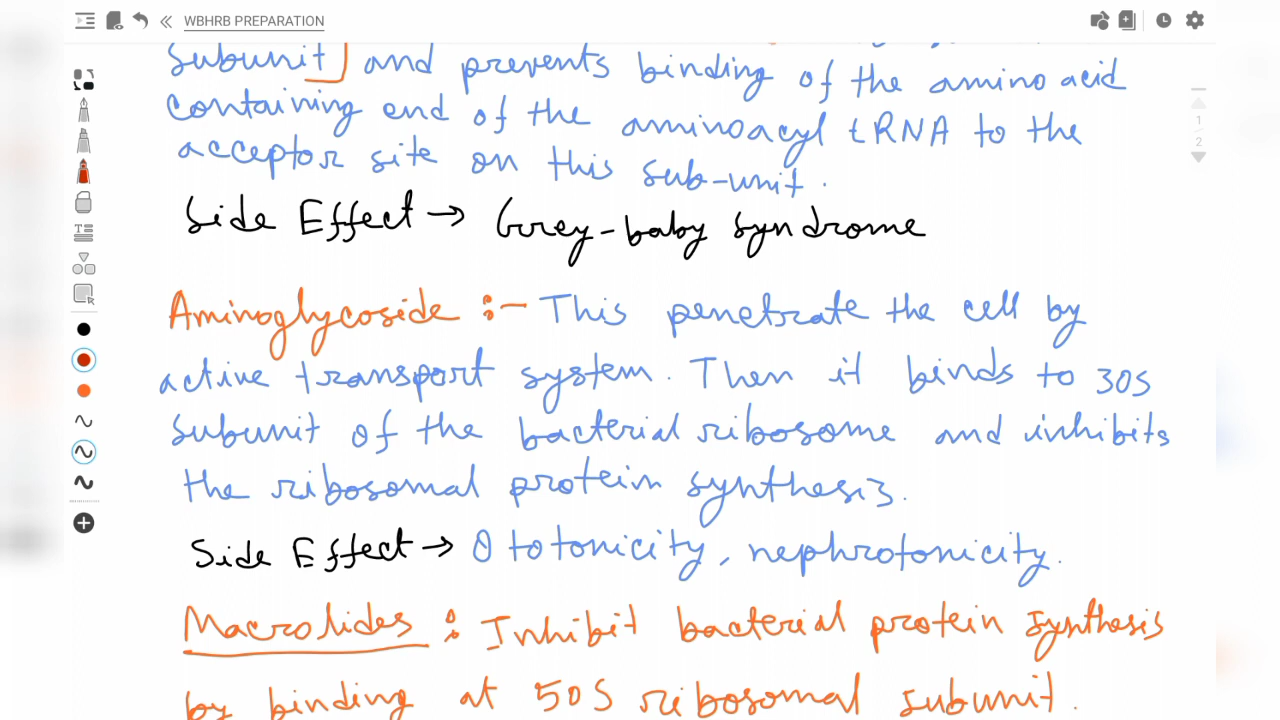 WBHRB PREPARATION
Subunit] and prevents binding of the amino acid
containing end of the aminoacyl tRNA to the
acceptor site on this sub-unit.
Side Effect → Grey-baby syndrome
Aminoglycoside :- This penetrate the cell by
active transport system. Then it binds to 30S
subunit of the bacterial ribosome and inhibits
the ribosomal protein synthesis.
Side Effect → Ototonicity, nephrotonicity.
Macrolides : Inhibit bacterial protein synthesis
by binding at 50S ribosomal subunit.
1
2